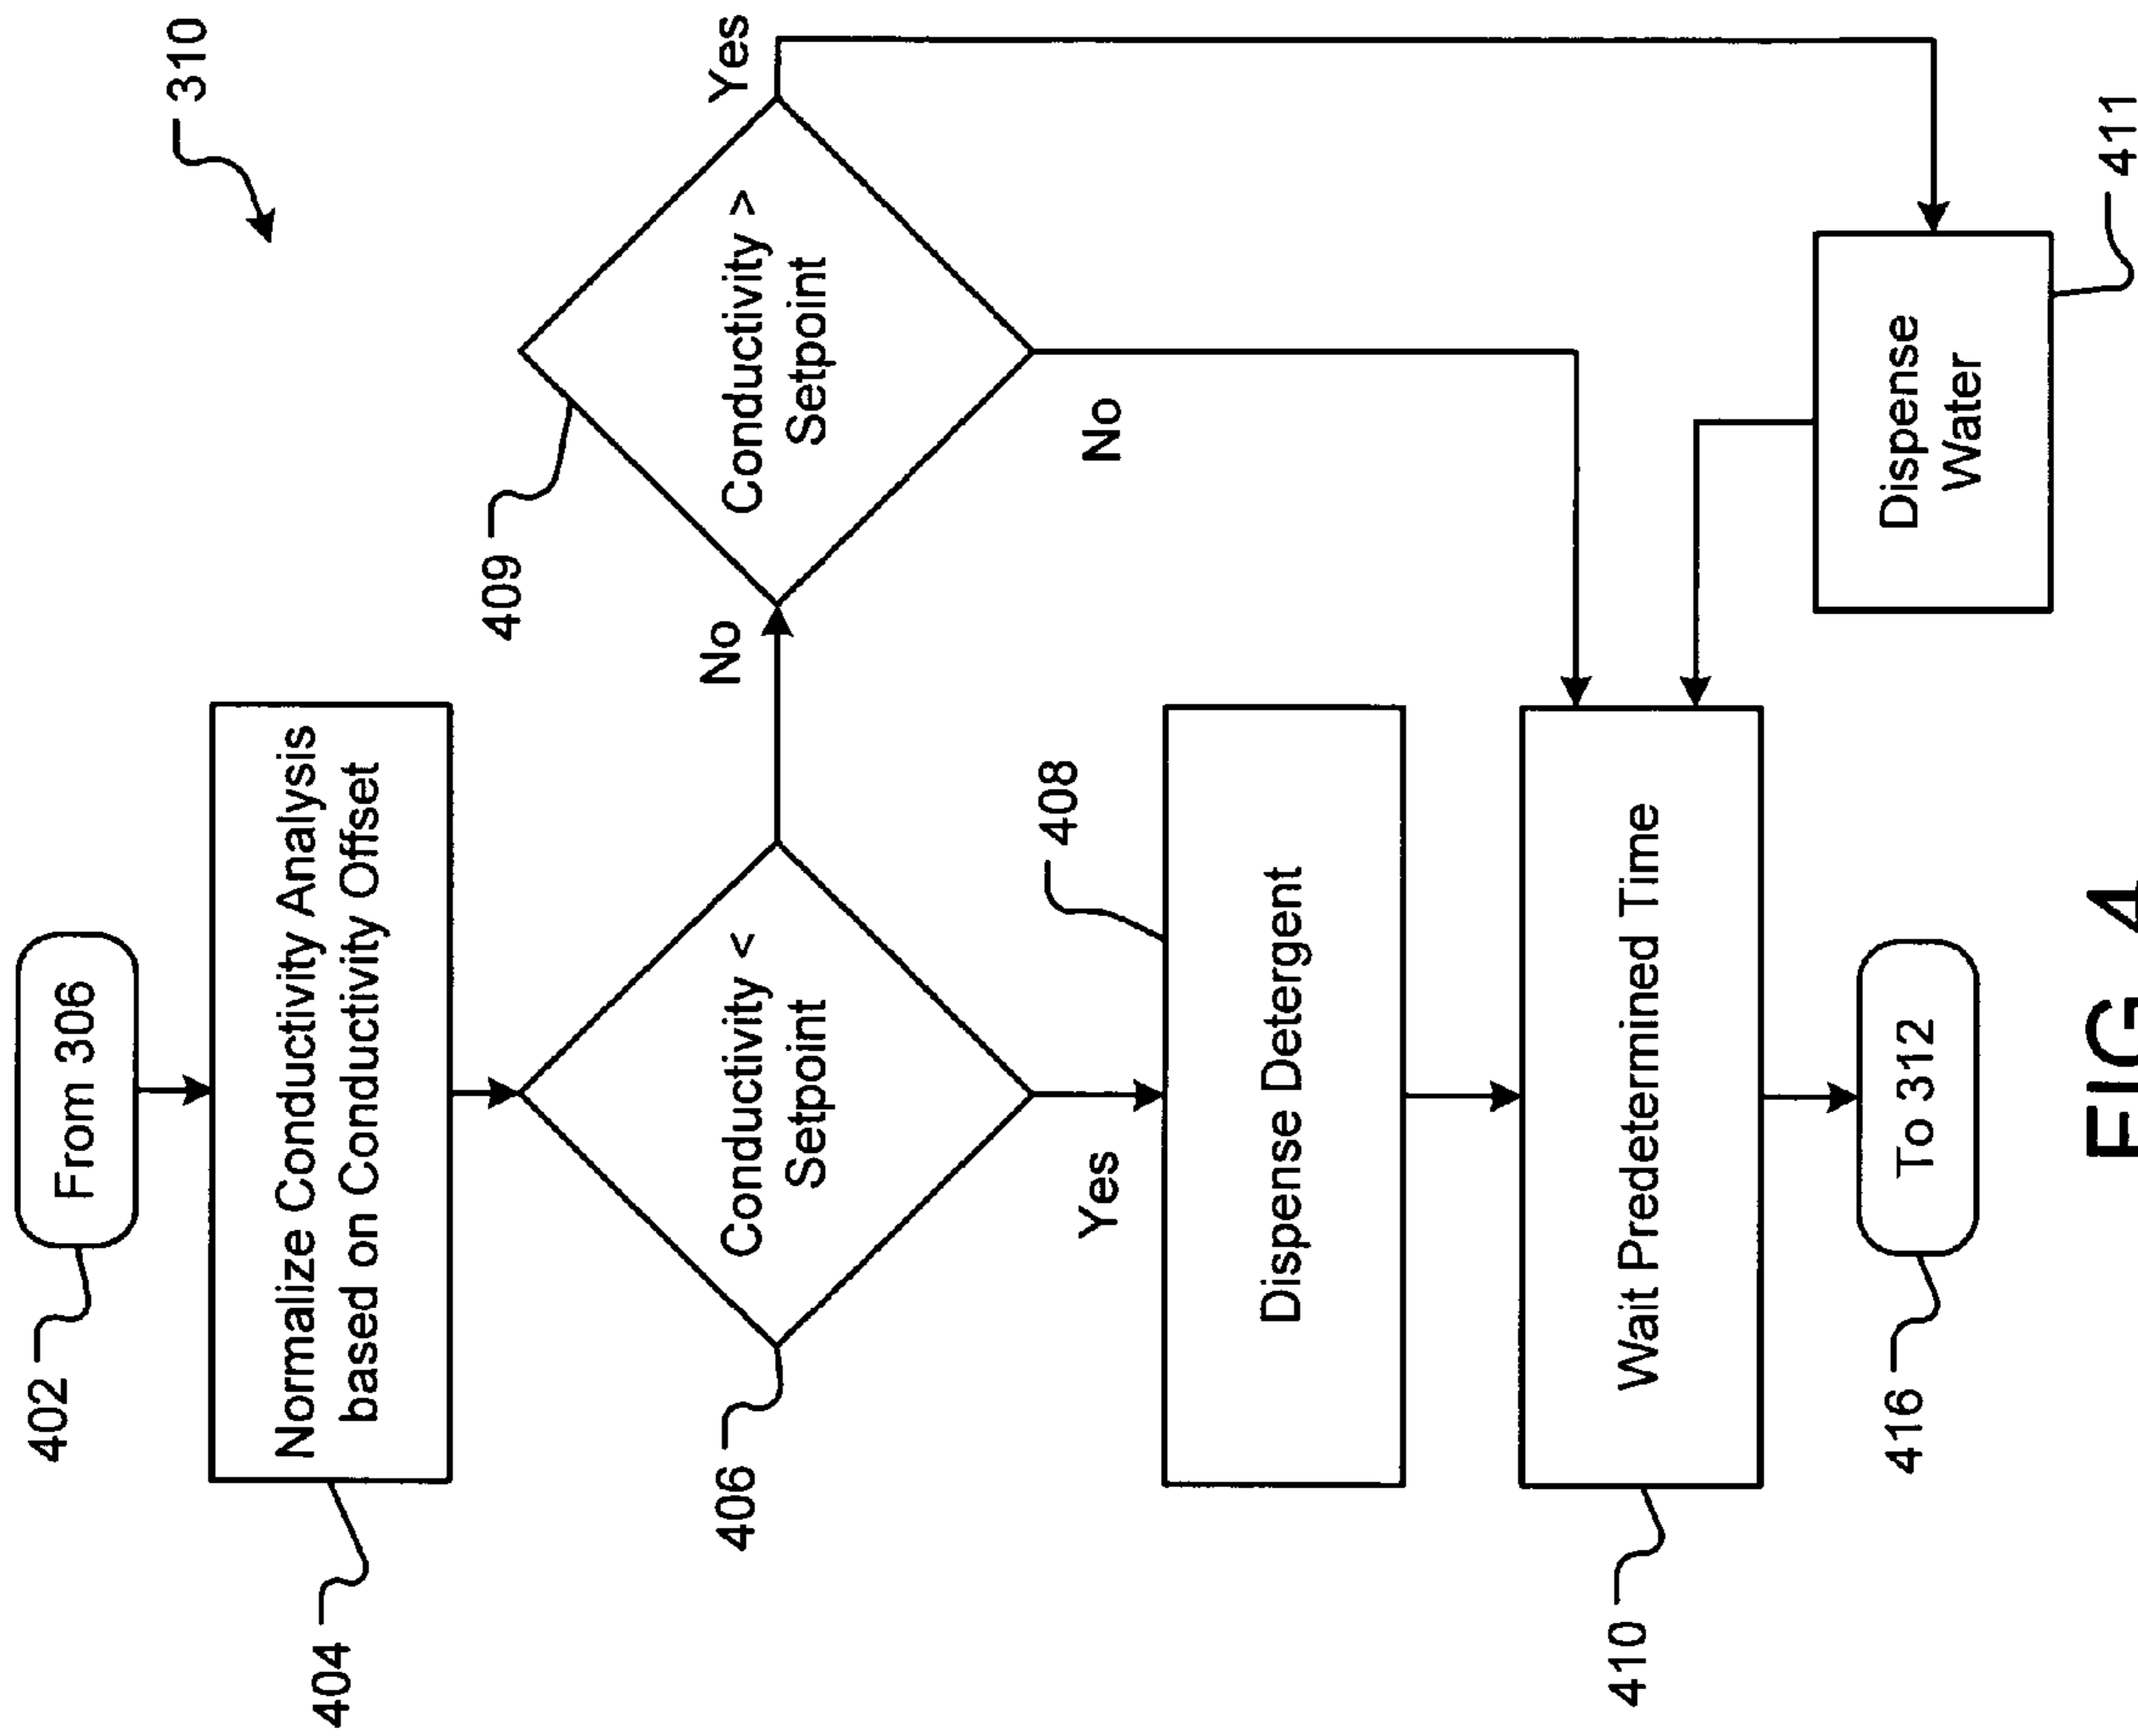 310
402
From 306
404
Normalize Conductivity Analysis
based on Conductivity Offset
406
Conductivity <
Setpoint
No
409
Conductivity >
Setpoint
Yes
Yes
No
408
Dispense Detergent
410
Wait Predetermined Time
Dispense
Water
411
416
To 312
FIG 4